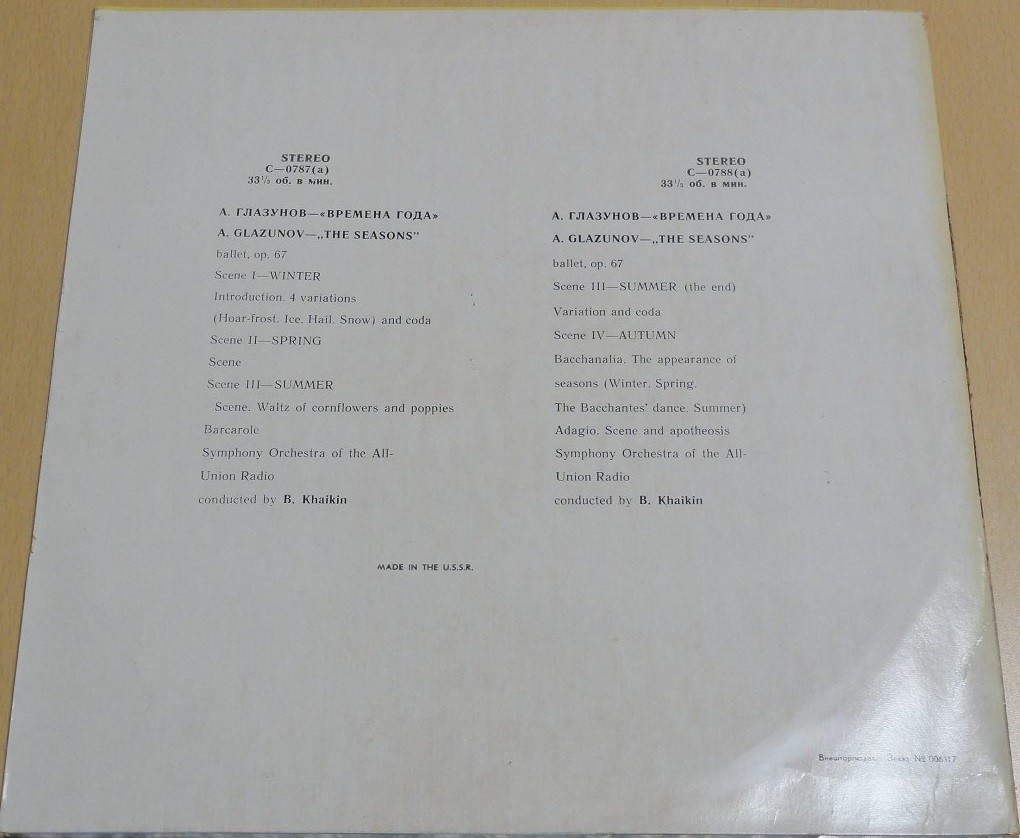 STEREO
С—0787(а)
33⅓ об. в мин.
А. ГЛАЗУНОВ—«ВРЕМЕНА ГОДА»
A. GLAZUNOV—„THE SEASONS"
ballet, op. 67
Scene I—WINTER
Introduction. 4 variations
(Hoar-frost. Ice. Hail. Snow) and coda
Scene II—SPRING
Scene
Scene III—SUMMER
Scene. Waltz of cornflowers and poppies
Barcarole
Symphony Orchestra of the All-
Union Radio
conducted by B. Khaikin
STEREO
С—0788(а)
33⅓ об. в мин.
А. ГЛАЗУНОВ—«ВРЕМЕНА ГОДА»
A. GLAZUNOV—„THE SEASONS"
ballet, op. 67
Scene III—SUMMER (the end)
Variation and coda
Scene IV—AUTUMN
Bacchanalia. The appearance of
seasons (Winter. Spring.
The Bacchantes' dance. Summer)
Adagio. Scene and apotheosis
Symphony Orchestra of the All-
Union Radio
conducted by B. Khaikin
MADE IN THE U.S.S.R.
№